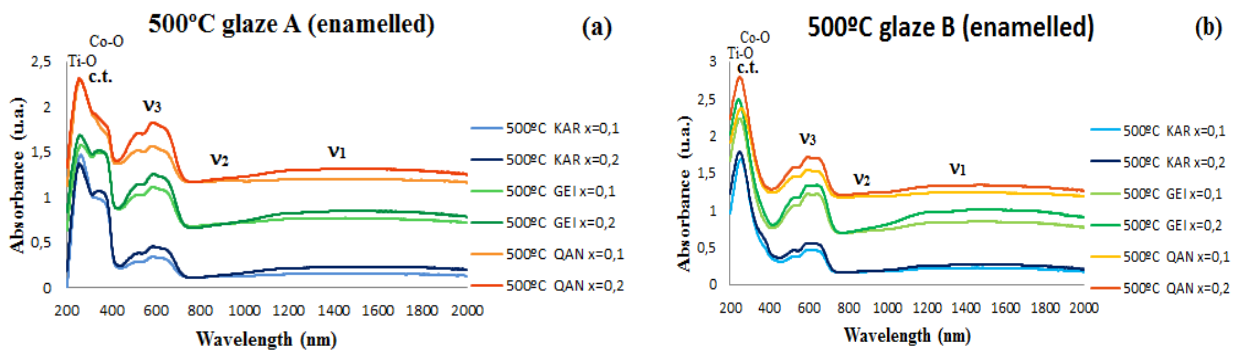 500ºC glaze A (enamelled)
(a)
Co-O
Ti-O
c.t.
ν3
ν2
ν1
2,5
2
1,5
1
0,5
0
Absorbance (u.a.)
200 400 600 800 1000 1200 1400 1600 1800 2000
Wavelength (nm)
500ºC KAR x=0,1
500ºC KAR x=0,2
500ºC GEI x=0,1
500ºC GEI x=0,2
500ºC QAN x=0,1
500ºC QAN x=0,2
500ºC glaze B (enamelled)
(b)
Co-O
Ti-O
c.t.
ν3
ν2
ν1
3
2,5
2
1,5
1
0,5
0
Absorbance (u.a.)
200 400 600 800 1000 1200 1400 1600 1800 2000
Wavelength (nm)
500ºC KAR x=0,1
500ºC KAR x=0,2
500ºC GEI x=0,1
500ºC GEI x=0,2
500ºC QAN x=0,1
500ºC QAN x=0,2